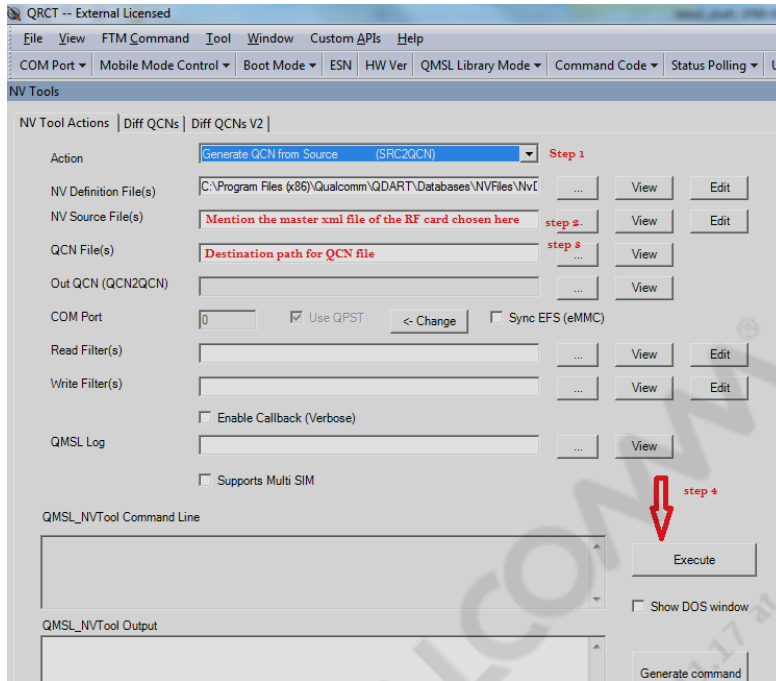 QRCT -- External Licensed
File View FTM Command Tool Window Custom APIs Help
COM Port Mobile Mode Control Boot Mode ESN HW Ver QMSL Library Mode Command Code Status Polling
NV Tools
NV Tool Actions Diff QCNs Diff QCNs V2
Action Generate QCN from Source (SRC2QCN) Step 1
NV Definition File(s) C:\Program Files (x86)\Qualcomm\QDART\Databases\NVFiles\NvD ... View Edit
NV Source File(s) Mention the master xml file of the RF card chosen here step 2. View Edit
QCN File(s) Destination path for QCN file step 3 ... View
Out QCN (QCN2QCN) ... View
COM Port 0 Use QPST <- Change Sync EFS (eMMC)
Read Filter(s) ... View Edit
Write Filter(s) ... View Edit
Enable Callback (Verbose)
QMSL Log ... View
Supports Multi SIM
step 4
QMSL_NVTool Command Line
Execute
Show DOS window
QMSL_NVTool Output
Generate command